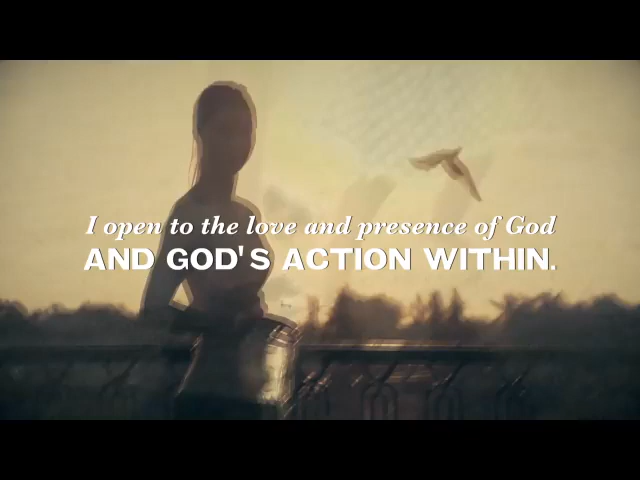 I open to the love and presence of God
AND GOD'S ACTION WITHIN.